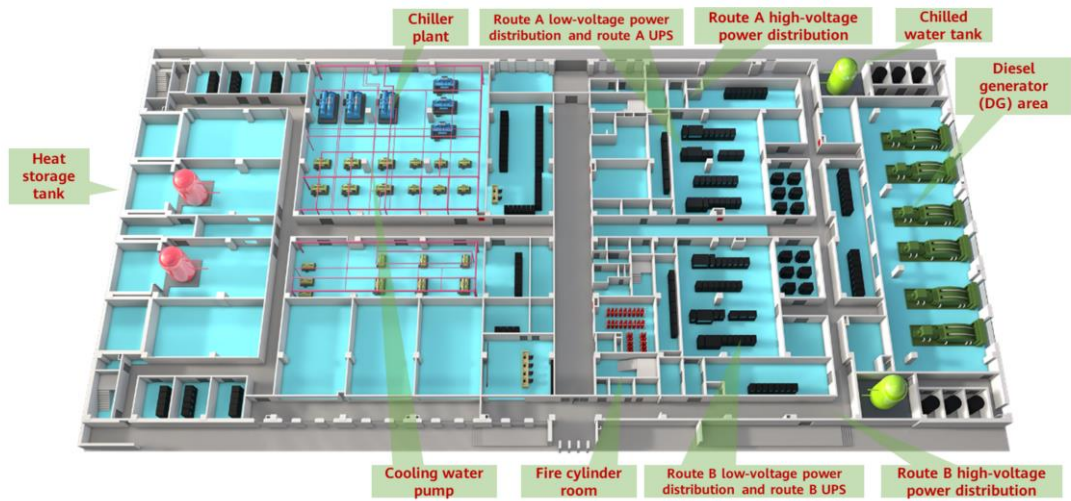 Chiller
plant
Route A low-voltage power
distribution and route A UPS
Route A high-voltage
power distribution
Chilled
water tank
Diesel
generator
(DG) area
Heat
storage
tank
Cooling water
pump
Fire cylinder
room
Route B low-voltage power
distribution and route B UPS
Route B high-voltage
power distribution